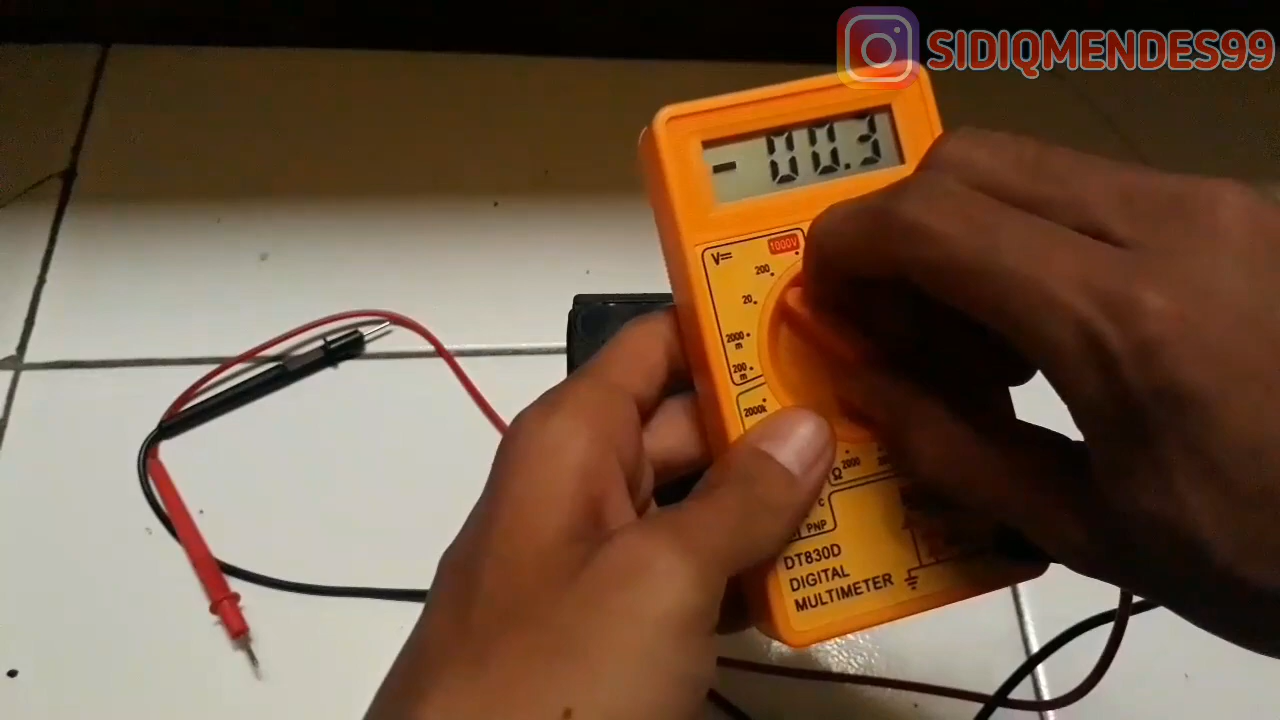 SIDIQMENDES99
- 00.3
V⎓
1000V
200
20
2000
m
200
m
2000k
Ω
2000
C
PNP
DT830D
DIGITAL
MULTIMETER